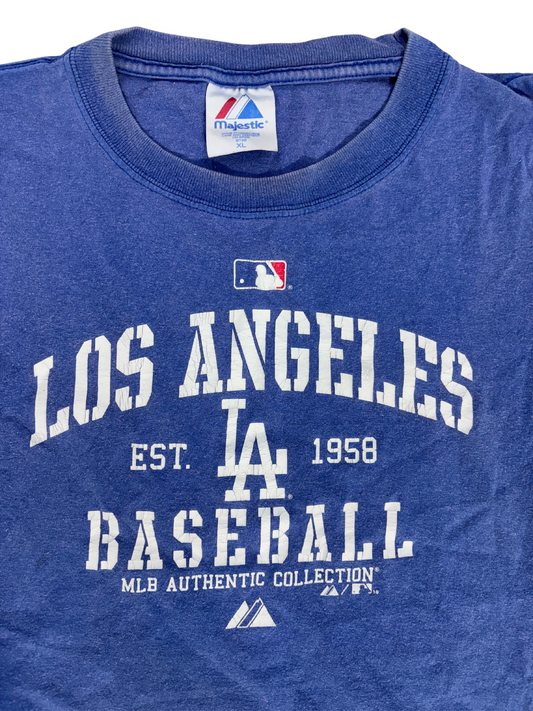 Majestic®
XL
LOS ANGELES
EST. LA 1958
BASEBALL
MLB AUTHENTIC COLLECTION®